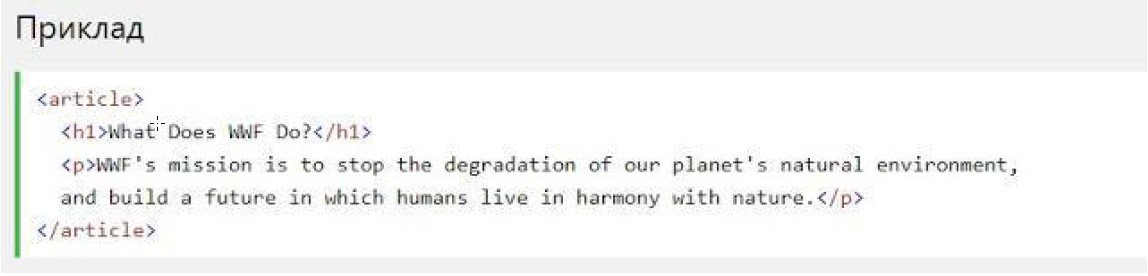 Приклад
<article>
<h1>What Does WWF Do?</h1>
<p>WWF's mission is to stop the degradation of our planet's natural environment,
and build a future in which humans live in harmony with nature.</p>
</article>